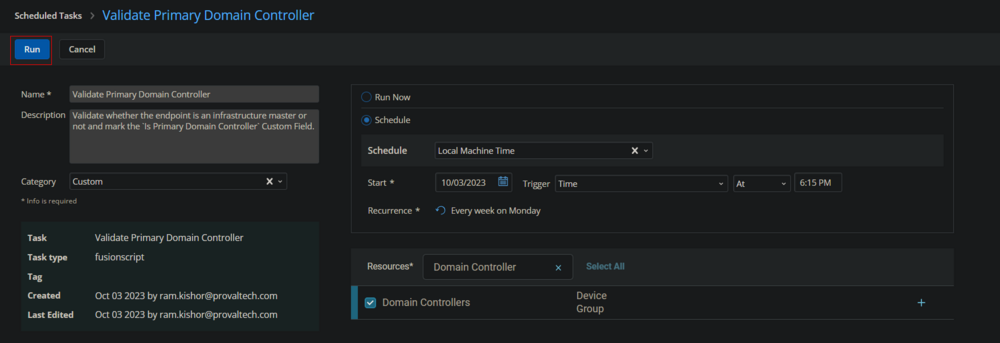 Scheduled Tasks > Validate Primary Domain Controller
Run Cancel
Name * Validate Primary Domain Controller
Description Validate whether the endpoint is an infrastructure master or
not and mark the `Is Primary Domain Controller` Custom Field.
Category Custom
* Info is required
Task Validate Primary Domain Controller
Task type fusionscript
Tag
Created Oct 03 2023 by ram.kishor@provaltech.com
Last Edited Oct 03 2023 by ram.kishor@provaltech.com
Run Now
Schedule
Schedule Local Machine Time
Start * 10/03/2023 Trigger Time At 6:15 PM
Recurrence * Every week on Monday
Resources* Domain Controller Select All
Domain Controllers Device
Group